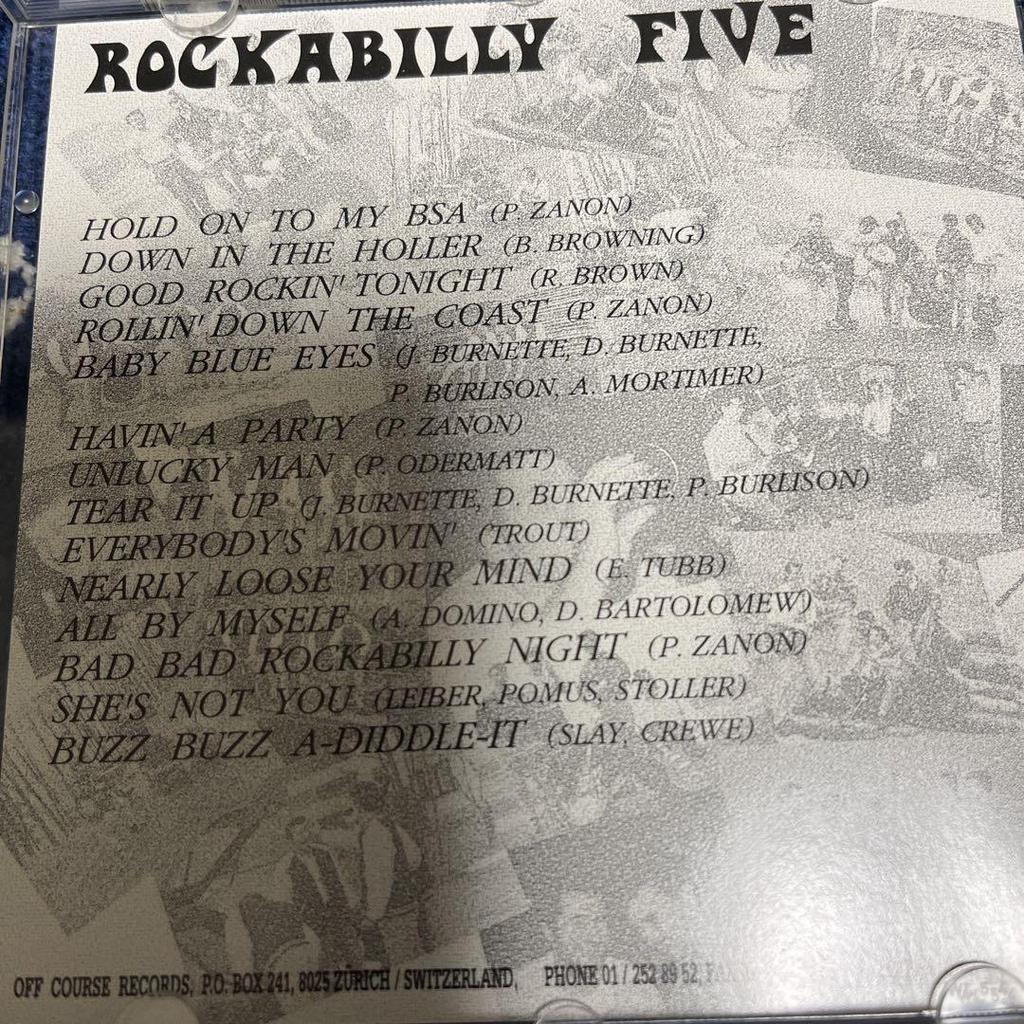 ROCKABILLY FIVE
HOLD ON TO MY BSA (P. ZANON)
DOWN IN THE HOLLER (B. BROWNING)
GOOD ROCKIN' TONIGHT (R. BROWN)
ROLLIN' DOWN THE COAST (P. ZANON)
BABY BLUE EYES (J. BURNETTE, D. BURNETTE,
P. BURLISON, A. MORTIMER)
HAVIN' A PARTY (P. ZANON)
UNLUCKY MAN (P. ODERMATT)
TEAR IT UP (J. BURNETTE, D. BURNETTE, P. BURLISON)
EVERYBODY'S MOVIN' (TROUT)
NEARLY LOOSE YOUR MIND (E. TUBB)
ALL BY MYSELF (A. DOMINO, D. BARTOLOMEW)
BAD BAD ROCKABILLY NIGHT (P. ZANON)
SHE'S NOT YOU (LEIBER, POMUS, STOLLER)
BUZZ BUZZ A-DIDDLE-IT (SLAY, CREWE)
OFF COURSE RECORDS, P.O. BOX 241, 8025 ZÜRICH / SWITZERLAND, PHONE 01 / 252 89 52,